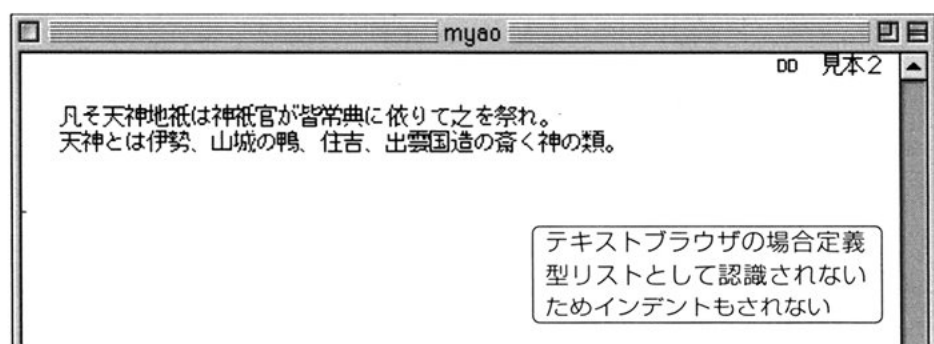 myao
DD 見本2
凡そ天神地祇は神祇官が皆常典に依りて之を祭れ。
天神とは伊勢、山城の鴨、住吉、出雲国造の斎く神の類。
テキストブラウザの場合定義
型リストとして認識されない
ためインデントもされない